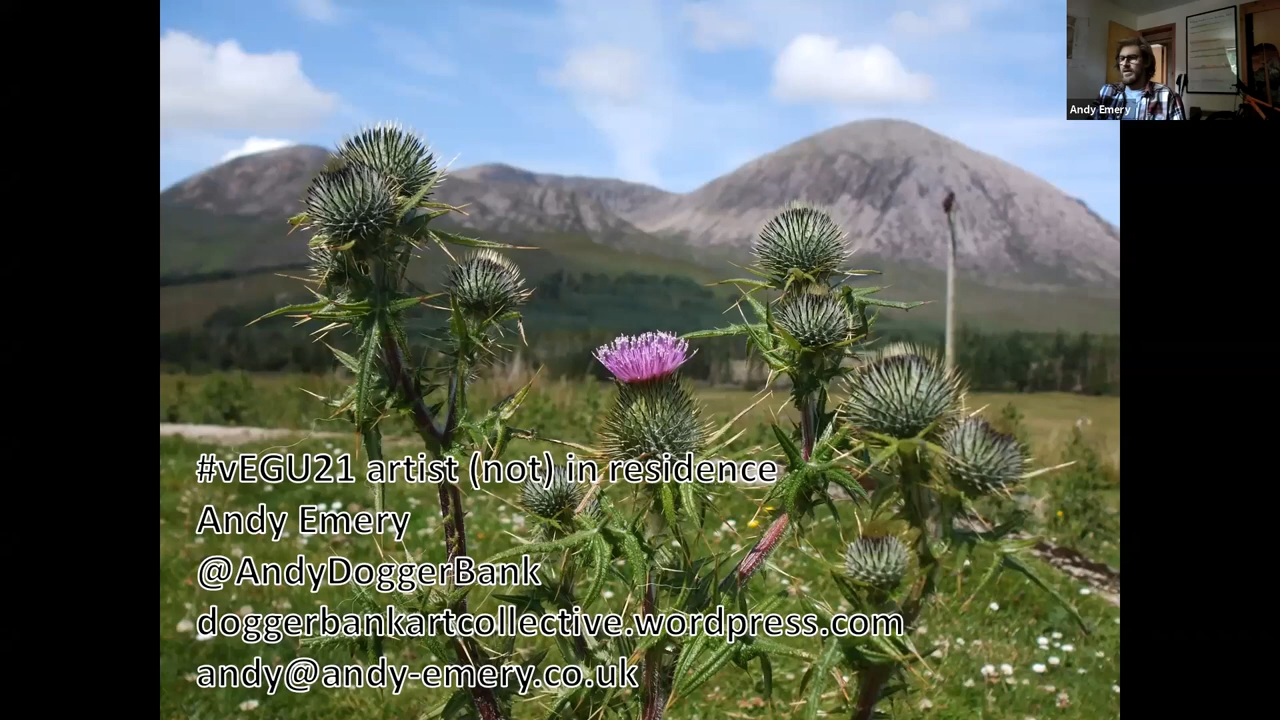 Andy Emery
#vEGU21 artist (not) in residence
Andy Emery
@AndyDoggerBank
doggerbankartcollective.wordpress.com
andy@andy-emery.co.uk